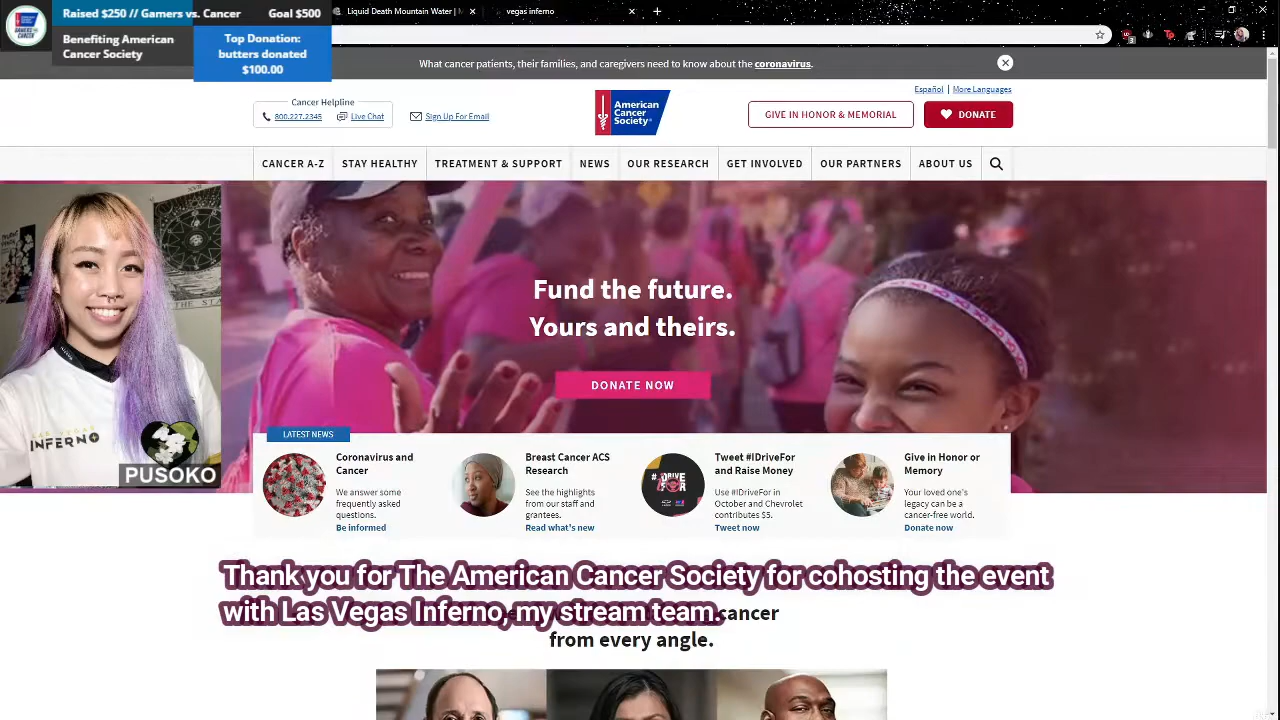 Raised $250 // Gamers vs. Cancer Goal $500
Benefiting American
Cancer Society
Top Donation:
butters donated
$100.00
Liquid Death Mountain Water |
vegas infemo
What cancer patients, their families, and caregivers need to know about the coronavirus.
Español | More Languages
Cancer Helpline
800.227.2345 Live Chat
Sign Up For Email
American
Cancer
Society
GIVE IN HONOR & MEMORIAL
DONATE
CANCER A-Z STAY HEALTHY TREATMENT & SUPPORT NEWS OUR RESEARCH GET INVOLVED OUR PARTNERS ABOUT US
Fund the future.
Yours and theirs.
DONATE NOW
LAS VEGAS
INFERNO
PUSOKO
LATEST NEWS
Coronavirus and
Cancer
We answer some
frequently asked
questions.
Be informed
Breast Cancer ACS
Research
See the highlights
from our staff and
grantees.
Read what's new
#IDRIVE
FOR
Tweet #IDriveFor
and Raise Money
Use #IDriveFor in
October and Chevrolet
contributes $5.
Tweet now
Give in Honor or
Memory
Your loved one's
legacy can be a
cancer-free world.
Donate now
Thank you for The American Cancer Society for cohosting the event
with Las Vegas Inferno, my stream team.
cancer
from every angle.